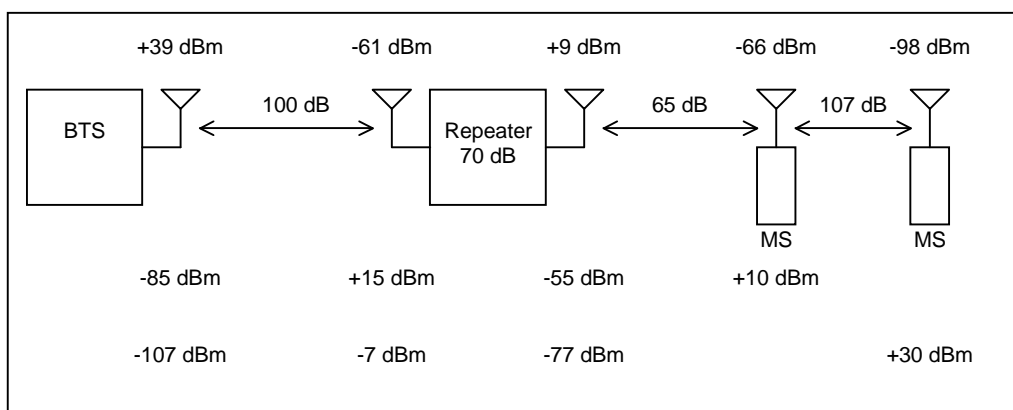 +39 dBm -61 dBm +9 dBm -66 dBm -98 dBm
100 dB 65 dB 107 dB
BTS Repeater
70 dB
MS MS
-85 dBm +15 dBm -55 dBm +10 dBm
-107 dBm -7 dBm -77 dBm +30 dBm